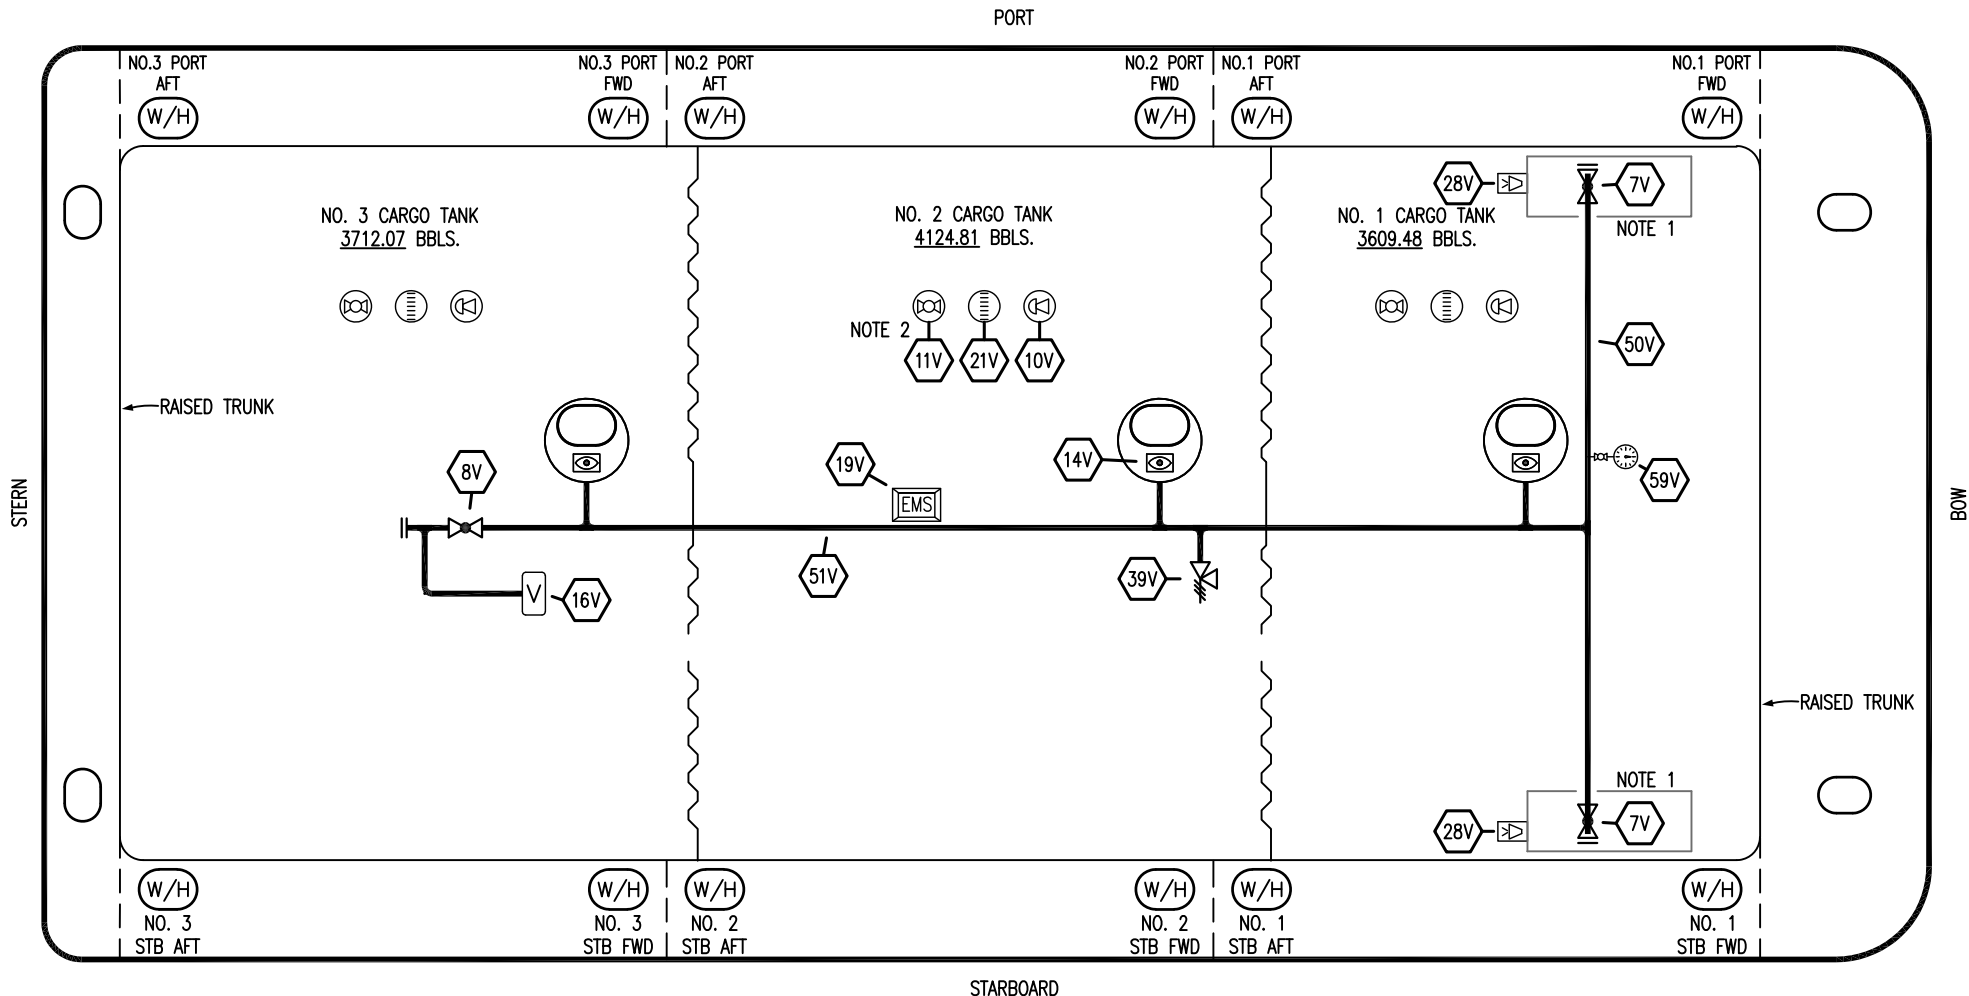 PORT
NO.3 PORT
AFT
W/H
NO.3 PORT
FWD
W/H
NO.2 PORT
AFT
W/H
NO.2 PORT
FWD
W/H
NO.1 PORT
AFT
W/H
NO.1 PORT
FWD
W/H
NO. 3 CARGO TANK
3712.07 BBLS.
NO. 2 CARGO TANK
4124.81 BBLS.
NO. 1 CARGO TANK
3609.48 BBLS.
28V
7V
NOTE 1
NOTE 2
11V
21V
10V
50V
RAISED TRUNK
8V
19V
EMS
14V
59V
STERN
BOW
51V
39V
V
16V
RAISED TRUNK
NOTE 1
28V
7V
W/H
NO. 3
STB AFT
W/H
NO. 3
STB FWD
W/H
NO. 2
STB AFT
W/H
NO. 2
STB FWD
W/H
NO. 1
STB AFT
W/H
NO. 1
STB FWD
STARBOARD